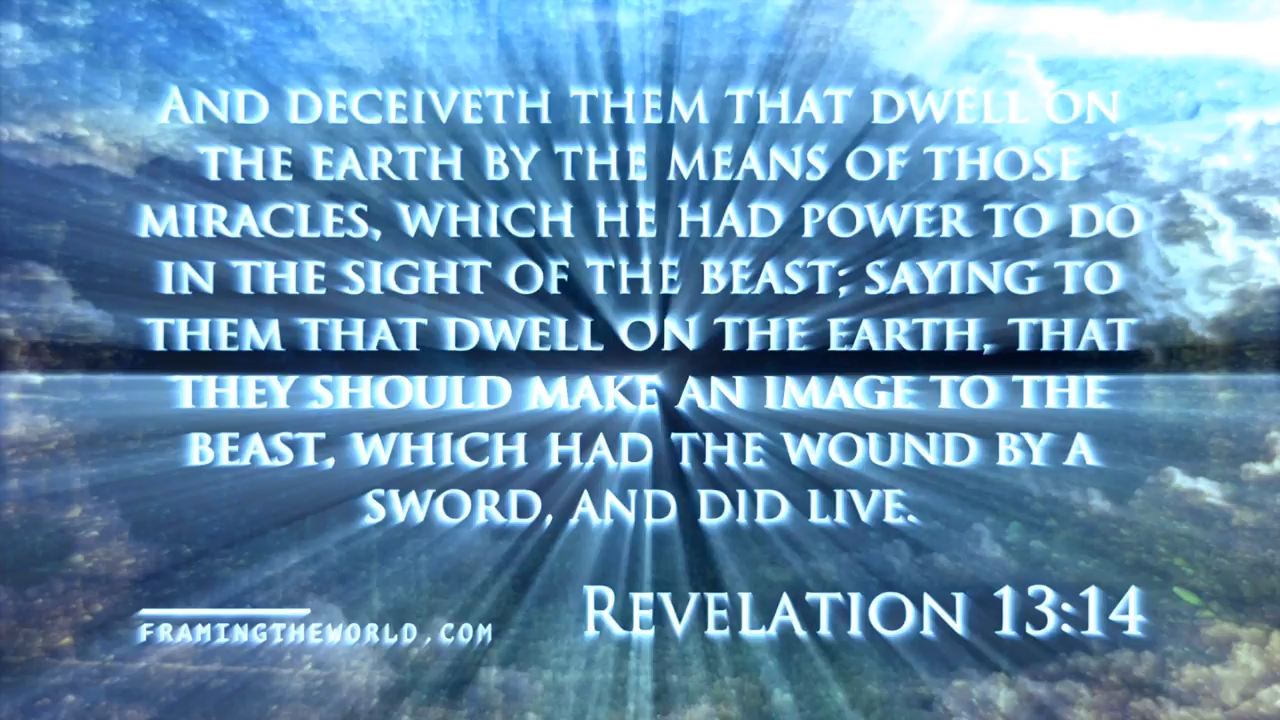 And deceiveth them that dwell on
the earth by the means of those
miracles, which he had power to do
in the sight of the beast; saying to
them that dwell on the earth, that
they should make an image to the
beast, which had the wound by a
sword, and did live.
Revelation 13:14
FRAMINGTHEWORLD.COM